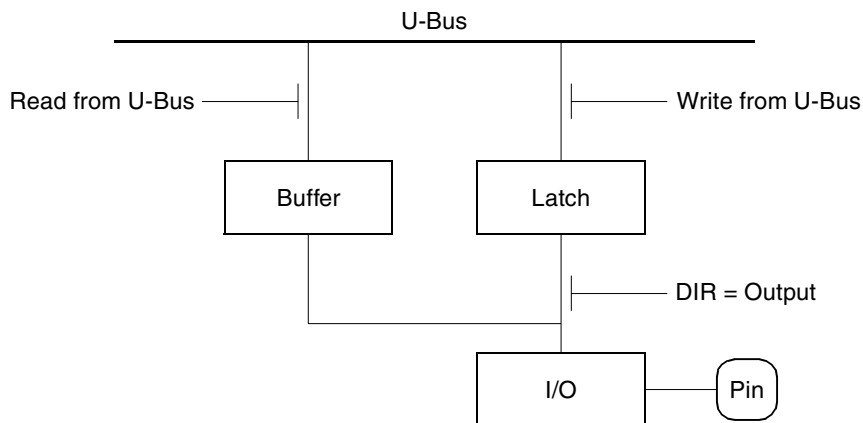 U-Bus
Read from U-Bus
Write from U-Bus
Buffer
Latch
DIR = Output
I/O
Pin